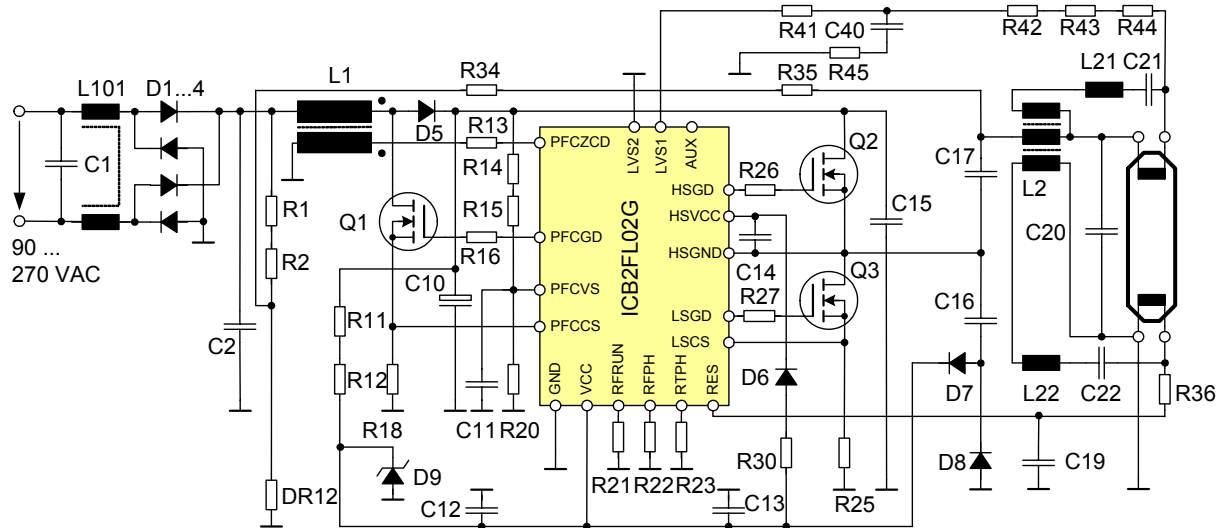 R41
C40
R42
R43
R44
R45
L21
C21
R34
R35
L101
D1...4
L1
D5
R13
R14
R15
C1
R1
R2
Q1
R16
C10
90 ...
270 VAC
C2
R11
R12
R18
C11
R20
D9
C12
DR12
PFCZCD
PFCGD
PFCVS
PFCCS
LVS2
LVS1
AUX
HSGD
HSVCC
HSGND
LSGD
LSCS
ICB2FL02G
GND
VCC
RFRUN
RFPH
RTPH
RES
R21
R22
R23
R26
Q2
C14
C15
R27
Q3
D6
R30
C13
R25
C17
C16
D7
D8
L2
C20
L22
C22
R36
C19